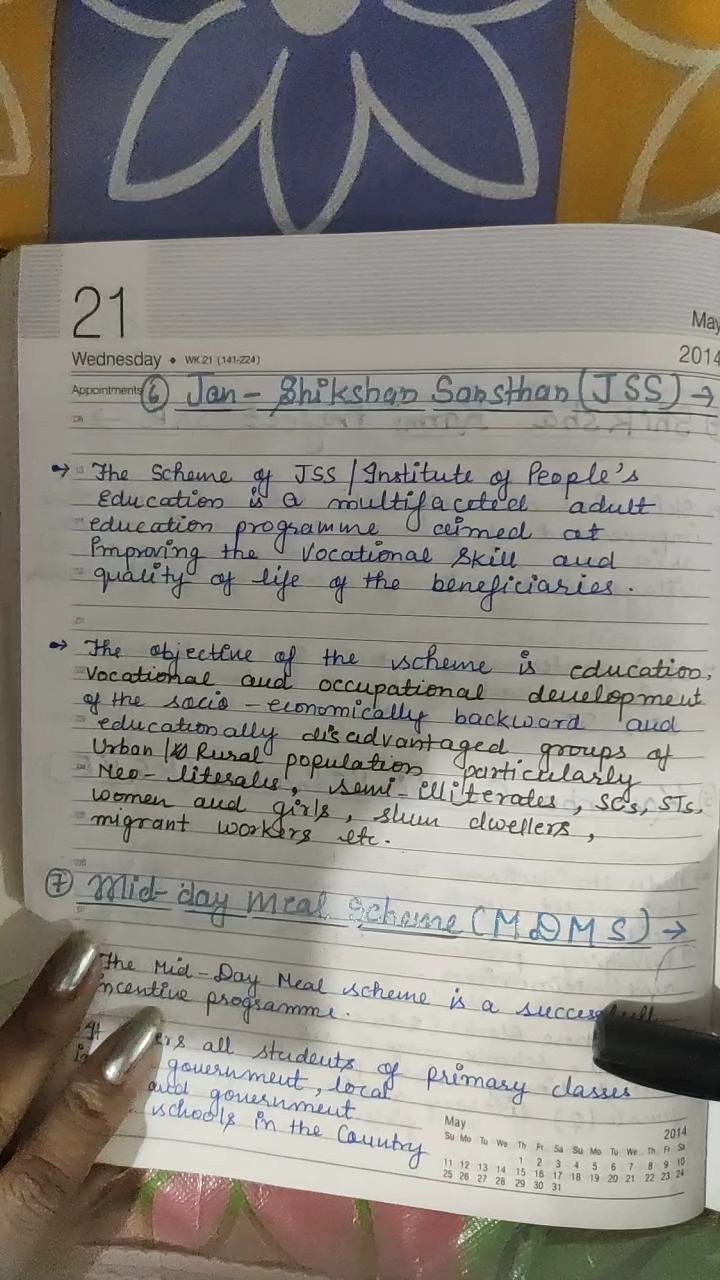 21
May
Wednesday • WK 21 (141-224)
2014
Appointments
⑥ Jan-Shikshan Sansthan (JSS) →
→ The Scheme of JSS / Institute of People's
Education is a multifaceted adult
education programme aimed at
Improving the Vocational Skill and
quality of life of the beneficiaries.
→ The objective of the scheme is education,
Vocational and occupational development
of the socio-economically backward and
educationally disadvantaged groups of
Urban / Rural population particularly
Neo-literates, semi-illiterates, SCs, STs,
women and girls, slum dwellers,
migrant workers etc.
⑦ Mid-day Meal Scheme (MDMS) →
The Mid-Day Meal scheme is a
incentive programme.
all students of primary classes
government, local
and government
schools in the Country
May 2014
Su Mo Tu We Th Fr Sa Su Mo Tu We Th Fr Sa
1 2 3 4 5 6 7 8 9 10
11 12 13 14 15 16 17 18 19 20 21 22 23 24
25 26 27 28 29 30 31